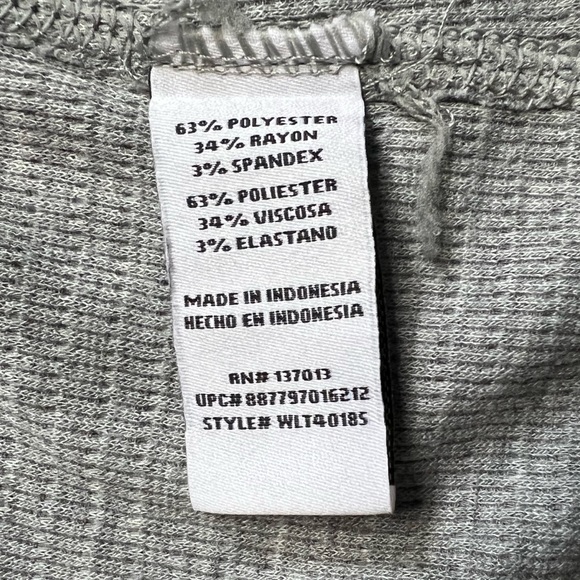 63% POLYESTER
34% RAYON
3% SPANDEX
63% POLIESTER
34% VISCOSA
3% ELASTANO
MADE IN INDONESIA
HECHO EN INDONESIA
RN# 137013
UPC# 887797016212
STYLE# WLT40185